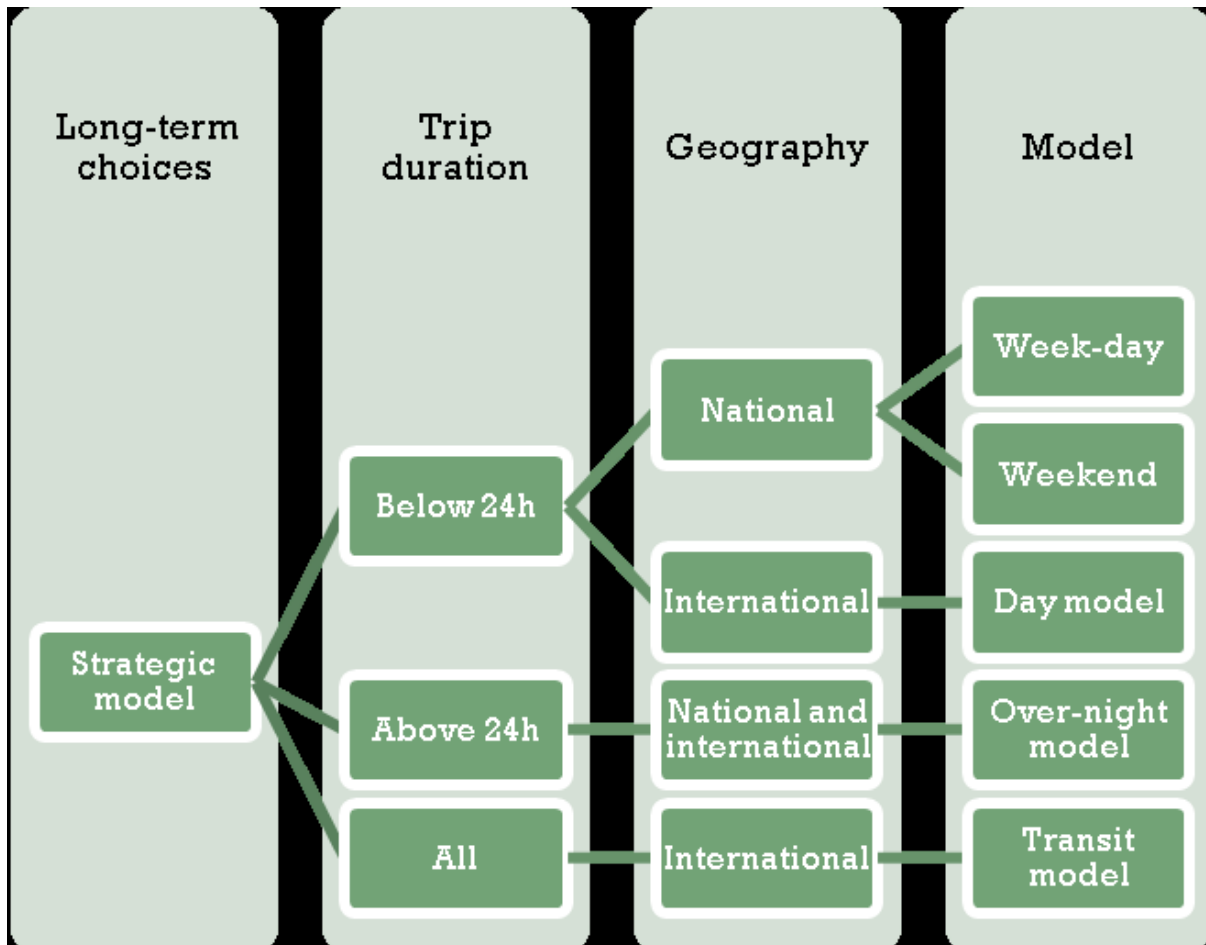 Long-term
choices
Trip
duration
Geography
Model
Strategic
model
Below 24h
Above 24h
All
National
International
National and
international
International
Week-day
Weekend
Day model
Over-night
model
Transit
model